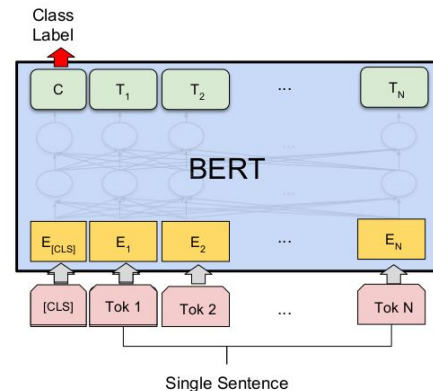 Class
Label
C T1 T2 ... TN
BERT
E[CLS] E1 E2 ... EN
[CLS] Tok 1 Tok 2 ... Tok N
Single Sentence